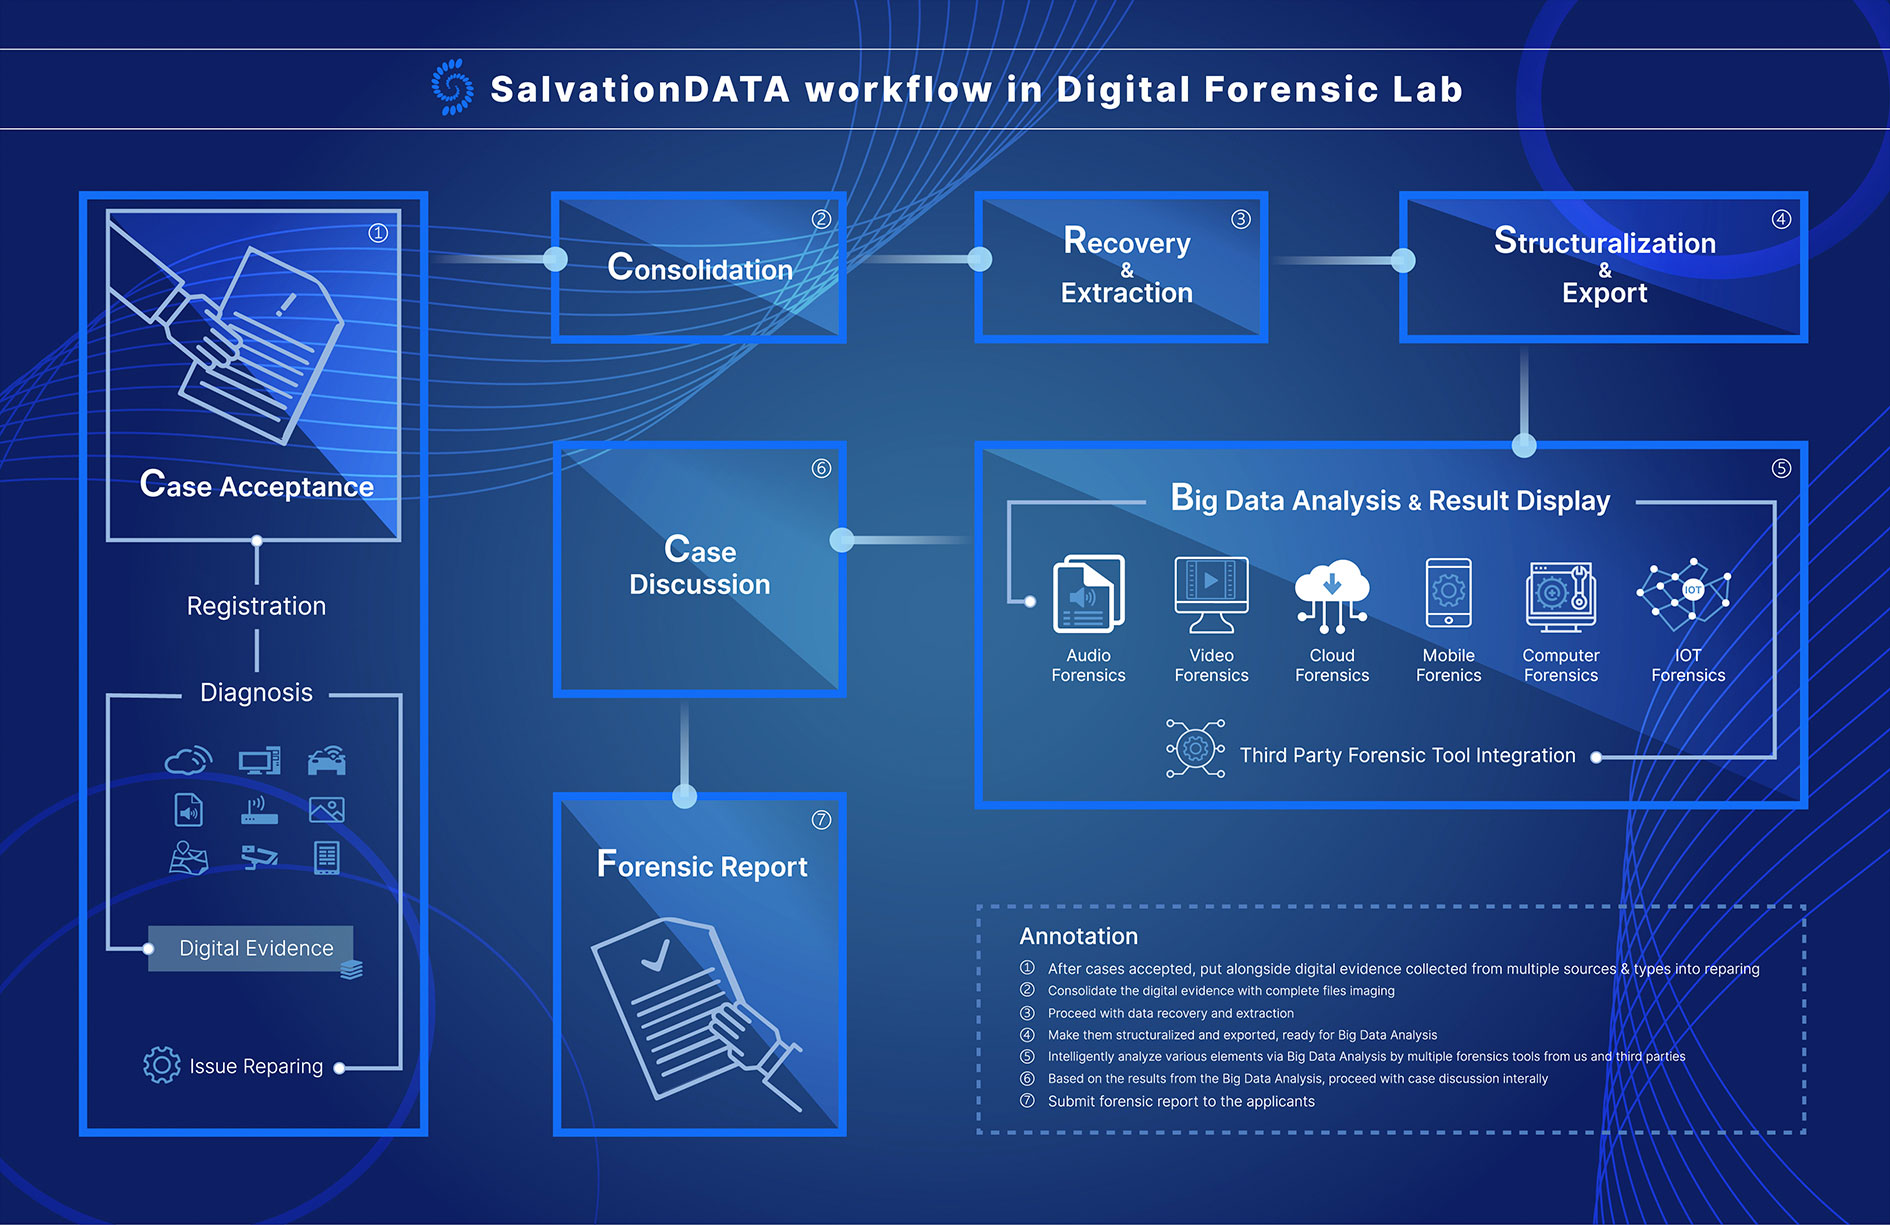 SalvationDATA workflow in Digital Forensic Lab
①
Case Acceptance
Registration
Diagnosis
Digital Evidence
Issue Reparing
②
Consolidation
③
Recovery
&
Extraction
④
Structuralization
&
Export
⑤
Big Data Analysis & Result Display
Audio
Forensics
Video
Forensics
Cloud
Forensics
Mobile
Forenics
Computer
Forensics
IOT
IOT
Forensics
Third Party Forensic Tool Integration
⑥
Case
Discussion
⑦
Forensic Report
Annotation
① After cases accepted, put alongside digital evidence collected from multiple sources & types into reparing
② Consolidate the digital evidence with complete files imaging
③ Proceed with data recovery and extraction
④ Make them structuralized and exported, ready for Big Data Analysis
⑤ Intelligently analyze various elements via Big Data Analysis by multiple forensics tools from us and third parties
⑥ Based on the results from the Big Data Analysis, proceed with case discussion interally
⑦ Submit forensic report to the applicants